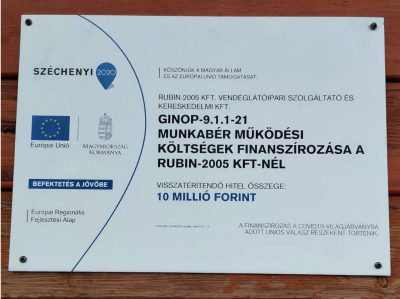 SZÉCHENYI 2020
KÖSZÖNJÜK A MAGYAR ÁLLAM
ÉS AZ EURÓPAI UNIÓ TÁMOGATÁSÁT.
RUBIN-2005 KFT. VENDÉGLÁTÓIPARI SZOLGÁLTATÓ ÉS
KERESKEDELMI KFT.
GINOP-9.1.1-21
MUNKABÉR MŰKÖDÉSI
KÖLTSÉGEK FINANSZÍROZÁSA A
RUBIN-2005 KFT-NÉL
Európai Unió
MAGYARORSZÁG
KORMÁNYA
BEFEKTETÉS A JÖVŐBE
VISSZATÉRÍTENDŐ HITEL ÖSSZEGE:
10 MILLIÓ FORINT
Európai Regionális
Fejlesztési Alap
A FINANSZÍROZÁS A COVID19-VILÁGJÁRVÁNYRA
ADOTT UNIÓS VÁLASZ RÉSZEKÉNT TÖRTÉNIK.